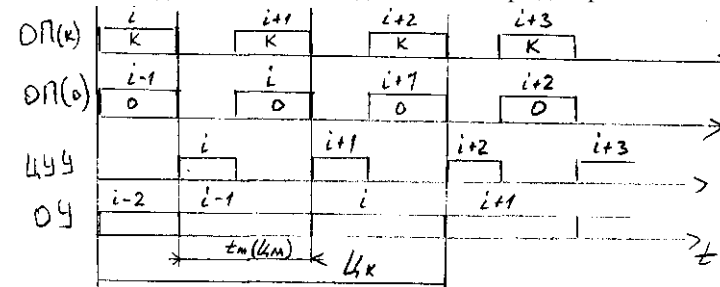 i i+1 i+2 i+3
ОП(к) К К К К
i-1 i i+1 i+2
ОП(о) О О О О
i i+1 i+2 i+3
ЦУУ
i-2 i-1 i i+1
ОУ
tм(Цм) Цк t